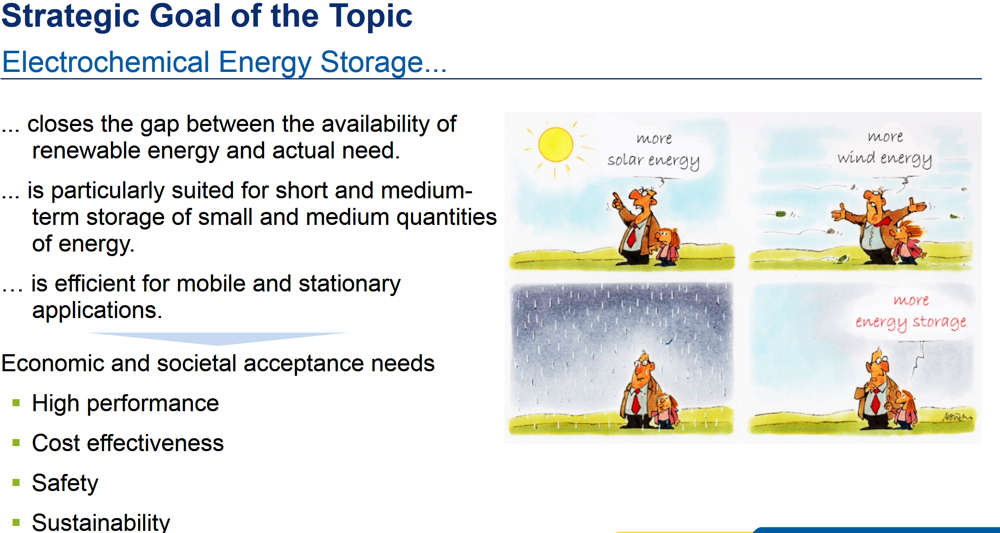 Strategic Goal of the Topic
Electrochemical Energy Storage...
... closes the gap between the availability of
renewable energy and actual need.
... is particularly suited for short and medium-
term storage of small and medium quantities
of energy.
… is efficient for mobile and stationary
applications.
Economic and societal acceptance needs
▪ High performance
▪ Cost effectiveness
▪ Safety
▪ Sustainability
more
solar energy
more
wind energy
more
energy storage